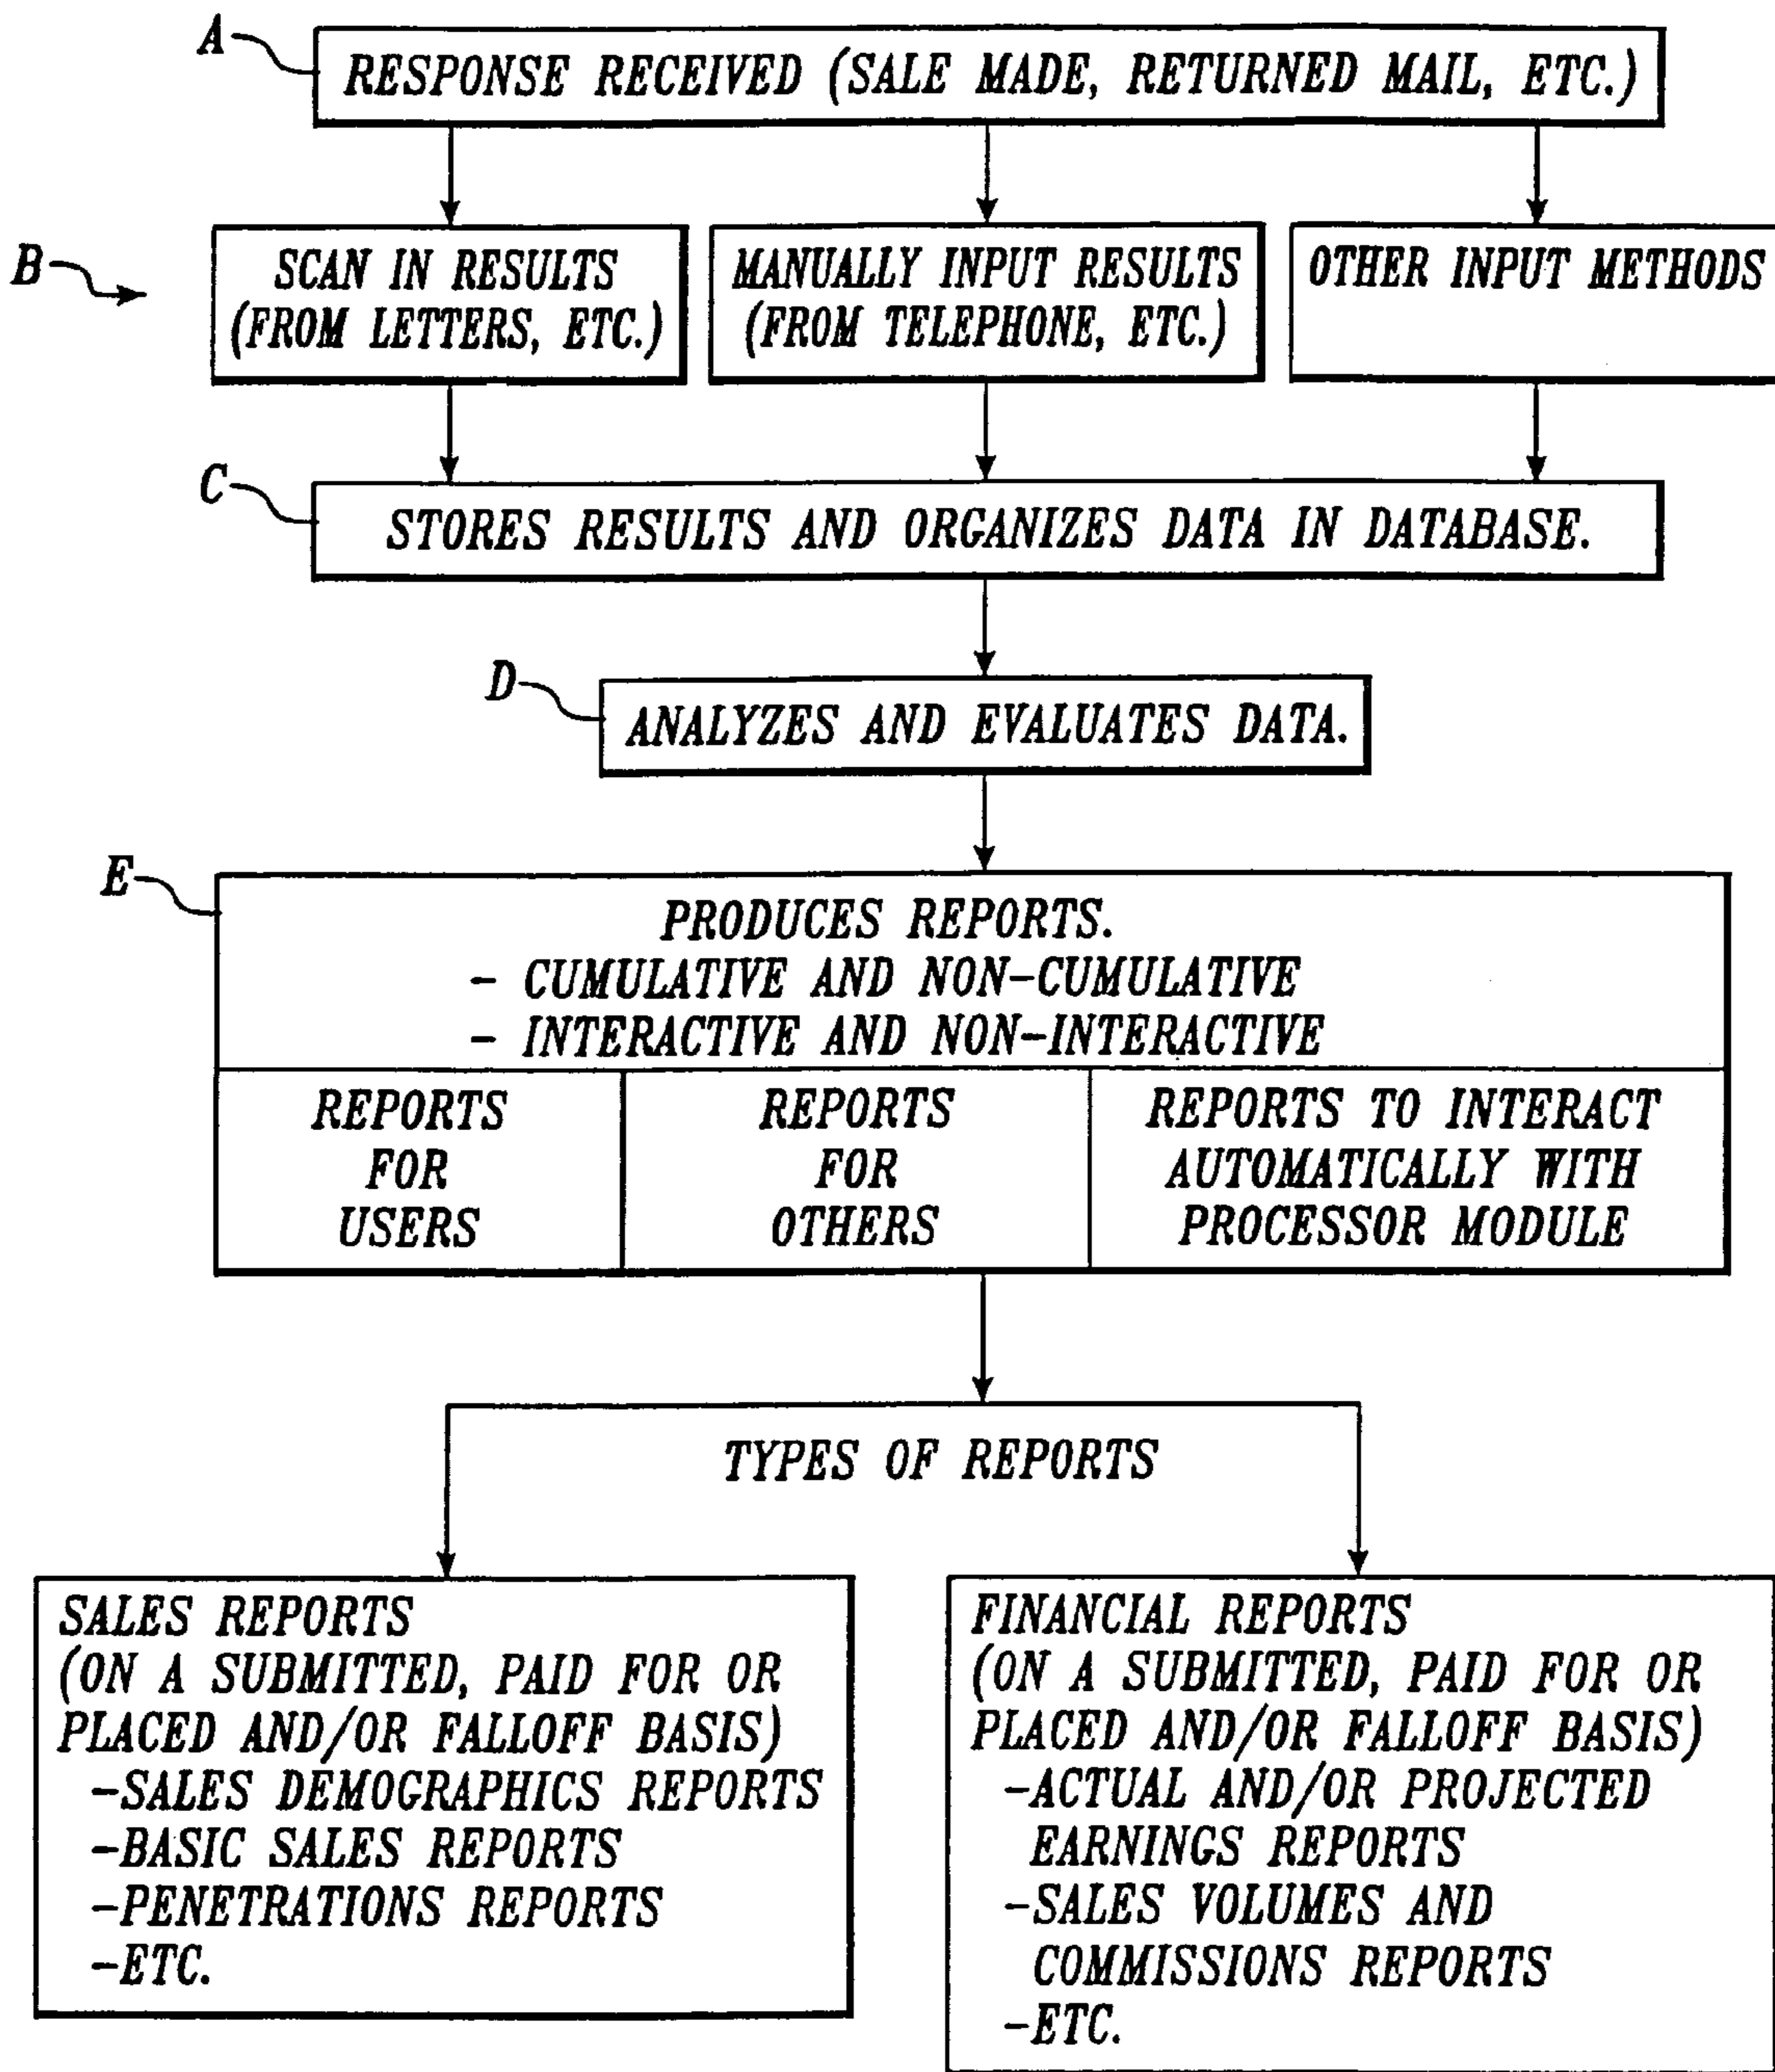 A
RESPONSE RECEIVED (SALE MADE, RETURNED MAIL, ETC.)
B
SCAN IN RESULTS
(FROM LETTERS, ETC.)
MANUALLY INPUT RESULTS
(FROM TELEPHONE, ETC.)
OTHER INPUT METHODS
C
STORES RESULTS AND ORGANIZES DATA IN DATABASE.
D
ANALYZES AND EVALUATES DATA.
E
PRODUCES REPORTS.
- CUMULATIVE AND NON-CUMULATIVE
- INTERACTIVE AND NON-INTERACTIVE
REPORTS
FOR
USERS
REPORTS
FOR
OTHERS
REPORTS TO INTERACT
AUTOMATICALLY WITH
PROCESSOR MODULE
TYPES OF REPORTS
SALES REPORTS
(ON A SUBMITTED, PAID FOR OR
PLACED AND/OR FALLOFF BASIS)
-SALES DEMOGRAPHICS REPORTS
-BASIC SALES REPORTS
-PENETRATIONS REPORTS
-ETC.
FINANCIAL REPORTS
(ON A SUBMITTED, PAID FOR OR
PLACED AND/OR FALLOFF BASIS)
-ACTUAL AND/OR PROJECTED
EARNINGS REPORTS
-SALES VOLUMES AND
COMMISSIONS REPORTS
-ETC.